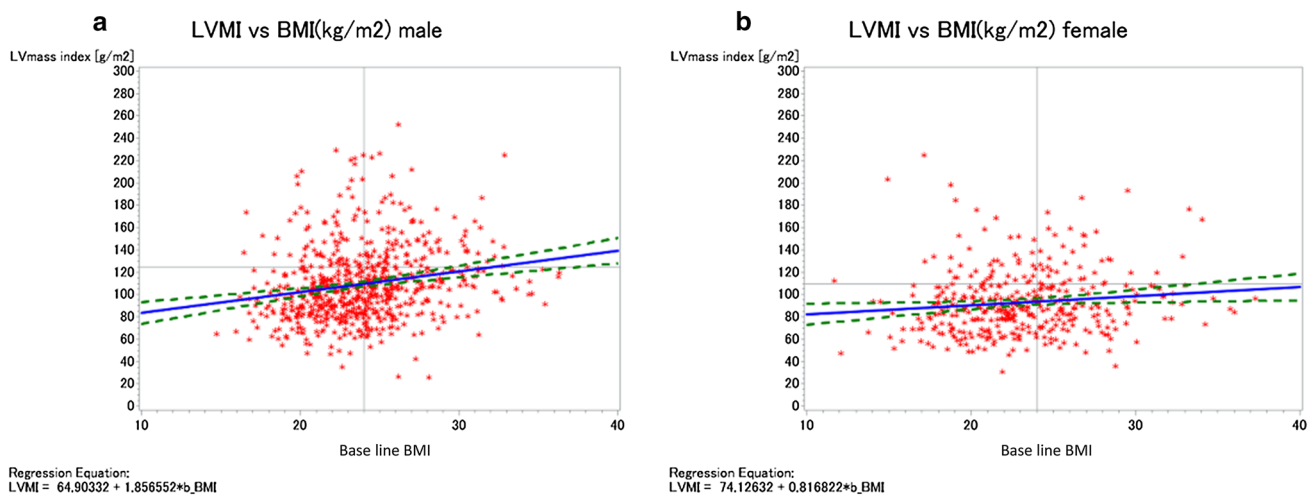 a
LVMI vs BMI(kg/m2) male
LVmass index [g/m2]
300
280
260
240
220
200
180
160
140
120
100
80
60
40
20
0
10 20 30 40
Base line BMI
Regression Equation:
LVMI = 64.90332 + 1.856552*b_BMI
b
LVMI vs BMI(kg/m2) female
LVmass index [g/m2]
300
280
260
240
220
200
180
160
140
120
100
80
60
40
20
0
10 20 30 40
Base line BMI
Regression Equation:
LVMI = 74.12632 + 0.816822*b_BMI